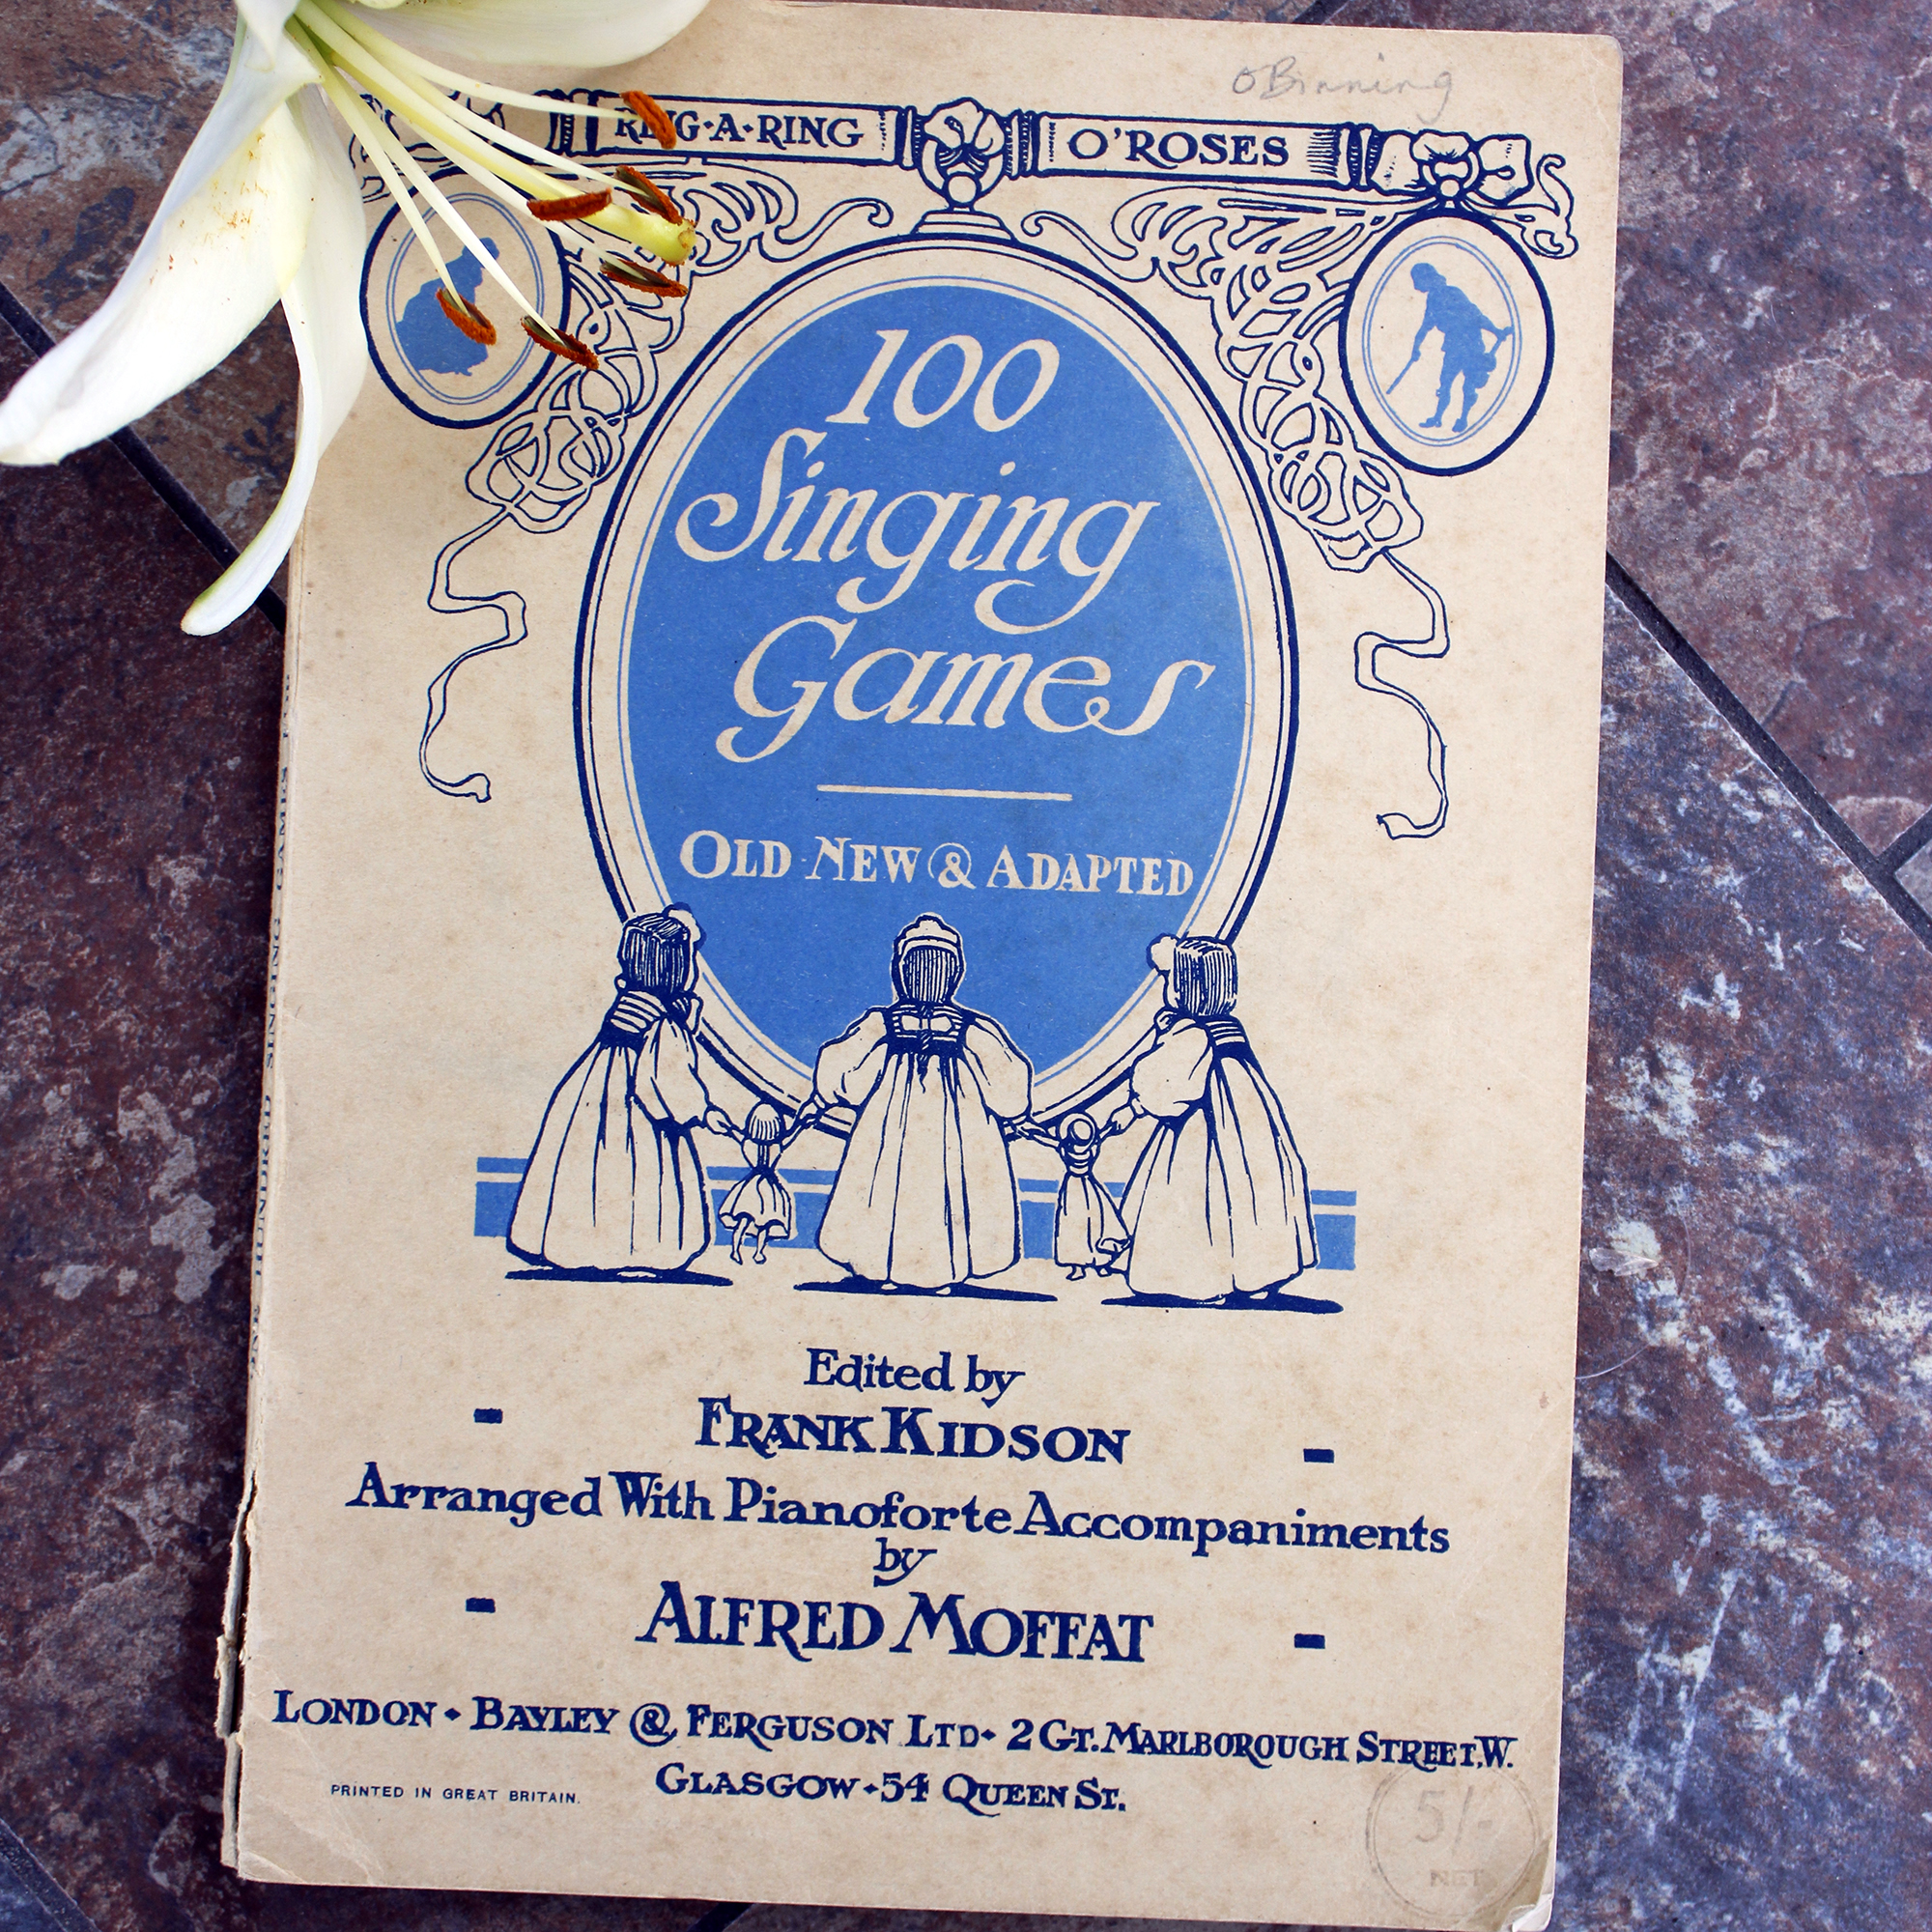 O Binning
RING·A·RING O'ROSES
100
Singing
Games
OLD·NEW & ADAPTED
Edited by
- FRANK KIDSON -
Arranged With Pianoforte Accompaniments
by
- ALFRED MOFFAT -
LONDON · BAYLEY & FERGUSON LTD · 2 GT. MARLBOROUGH STREET, W.
GLASGOW · 54 QUEEN ST.
PRINTED IN GREAT BRITAIN.
5/-
NET